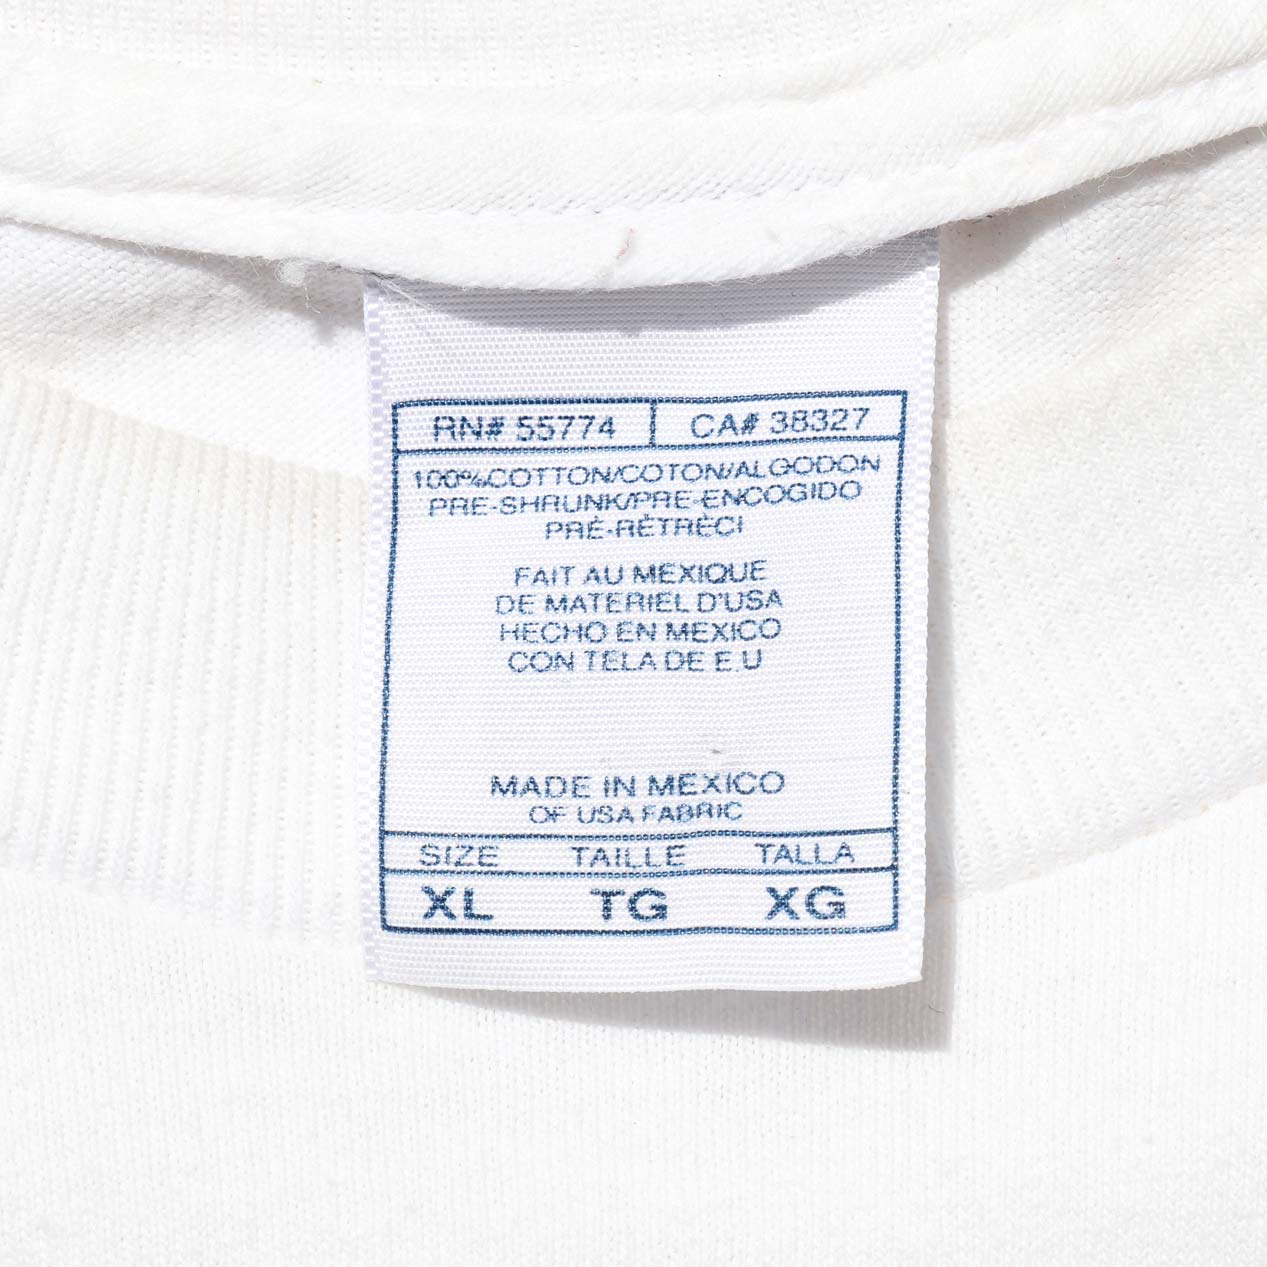 RN# 55774 CA# 38327
100%COTTON/COTON/ALGODON
PRE-SHRUNK/PRE-ENCOGIDO
PRÉ-RÉTRÉCI
FAIT AU MEXIQUE
DE MATERIEL D'USA
HECHO EN MEXICO
CON TELA DE E.U
MADE IN MEXICO
OF USA FABRIC
SIZE TAILLE TALLA
XL TG XG